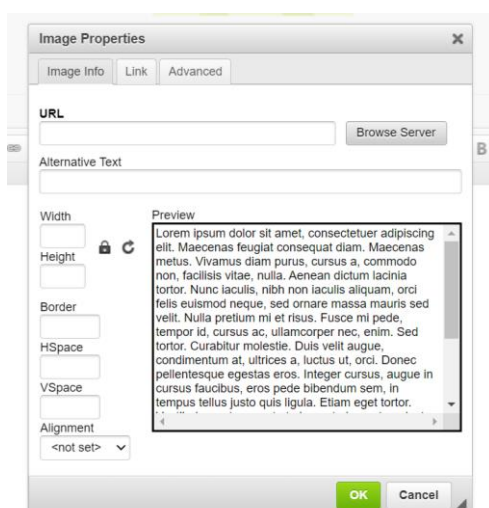 Image Properties
Image Info Link Advanced
URL
Browse Server
B
Alternative Text
Width
Preview
Height
Border
HSpace
VSpace
Alignment
<not set>
Lorem ipsum dolor sit amet, consectetuer adipiscing
elit. Maecenas feugiat consequat diam. Maecenas
metus. Vivamus diam purus, cursus a, commodo
non, facilisis vitae, nulla. Aenean dictum lacinia
tortor. Nunc iaculis, nibh non iaculis aliquam, orci
felis euismod neque, sed ornare massa mauris sed
velit. Nulla pretium mi et risus. Fusce mi pede,
tempor id, cursus ac, ullamcorper nec, enim. Sed
tortor. Curabitur molestie. Duis velit augue,
condimentum at, ultrices a, luctus ut, orci. Donec
pellentesque egestas eros. Integer cursus, augue in
cursus faucibus, eros pede bibendum sem, in
tempus tellus justo quis ligula. Etiam eget tortor.
OK Cancel